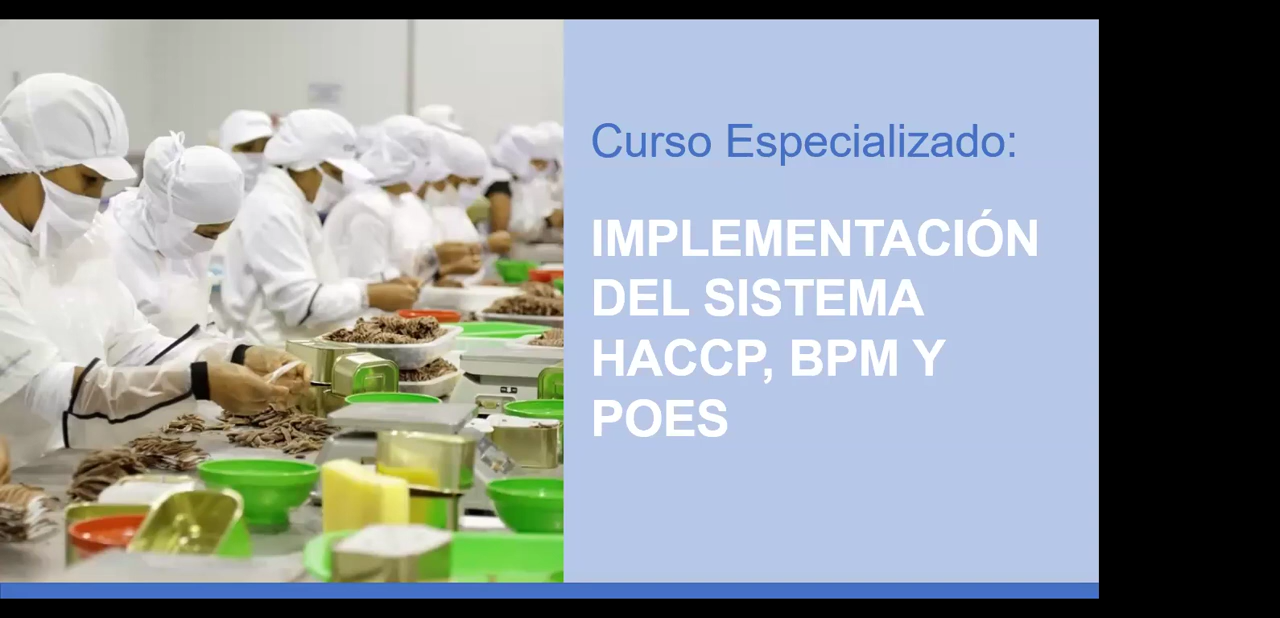 Curso Especializado:
IMPLEMENTACIÓN
DEL SISTEMA
HACCP, BPM Y
POES